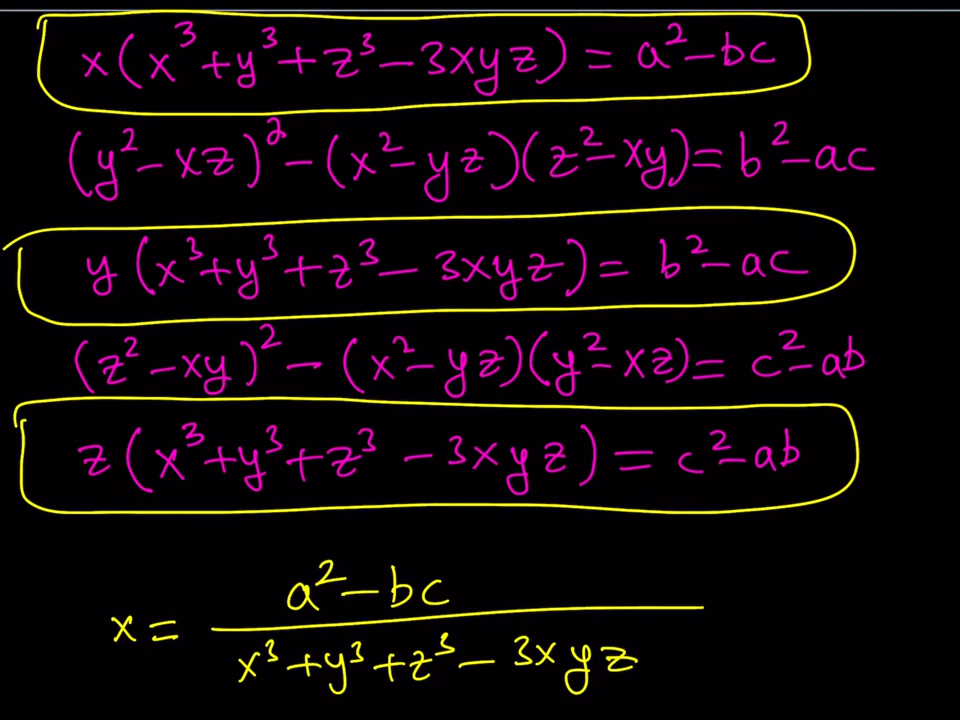 x(x³+y³+z³-3xyz) = a²-bc
(y²-xz)²-(x²-yz)(z²-xy)=b²-ac
y(x³+y³+z³-3xyz)= b²-ac
(z²-xy)²-(x²-yz)(y²-xz)= c²-ab
z(x³+y³+z³-3xyz)= c²-ab
a²-bc
x=
x³+y³+z³-3xyz